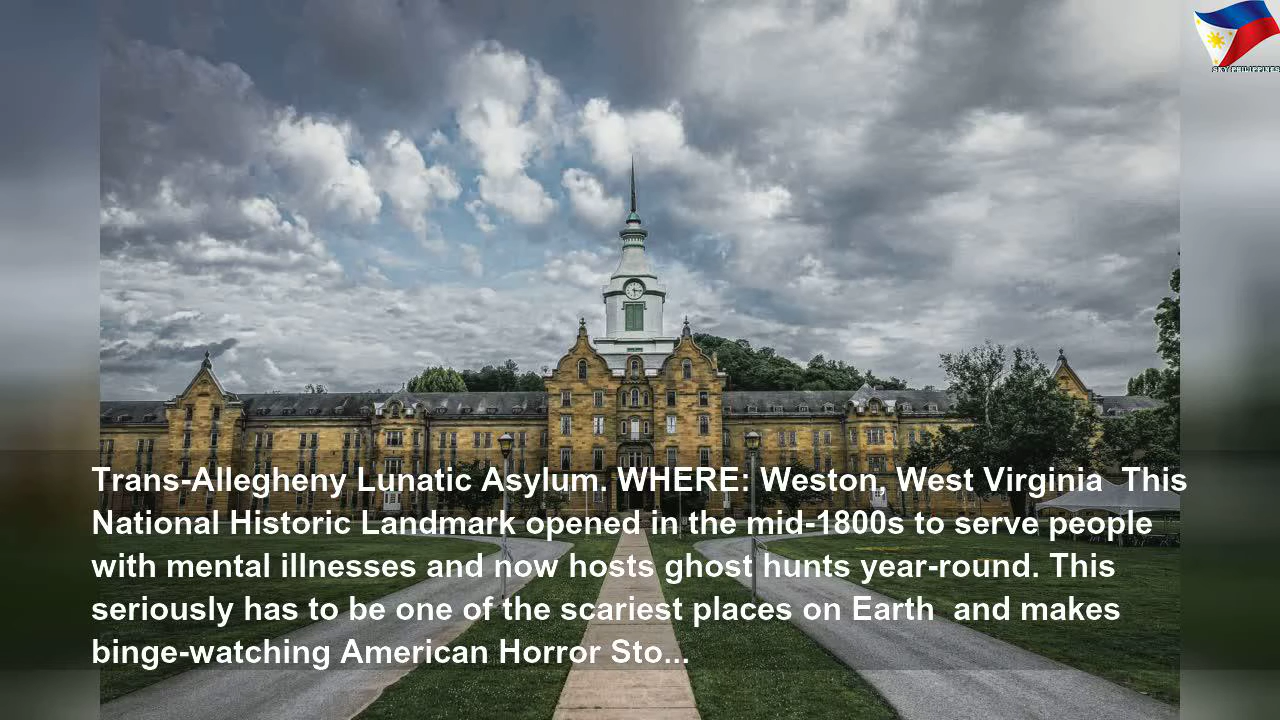 SKYPHILIPPINES
Trans-Allegheny Lunatic Asylum. WHERE: Weston, West Virginia  This
National Historic Landmark opened in the mid-1800s to serve people
with mental illnesses and now hosts ghost hunts year-round. This
seriously has to be one of the scariest places on Earth  and makes
binge-watching American Horror Sto...